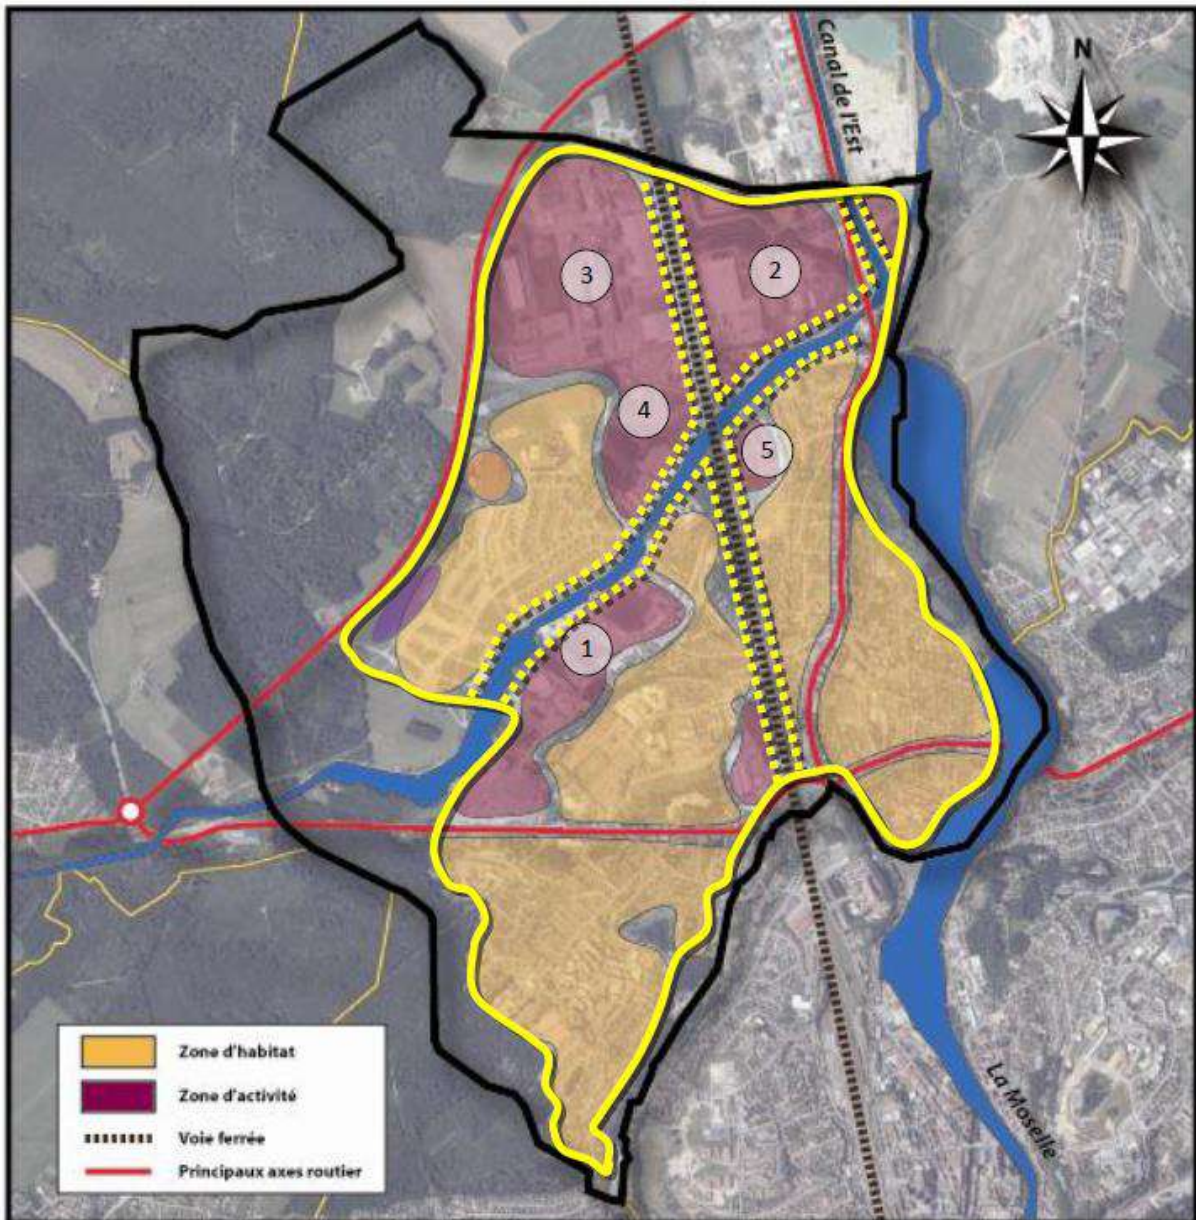 Canal de l'Est
N
3
2
4
5
1
La Moselle
Zone d'habitat
Zone d'activité
Voie ferrée
Principaux axes routier